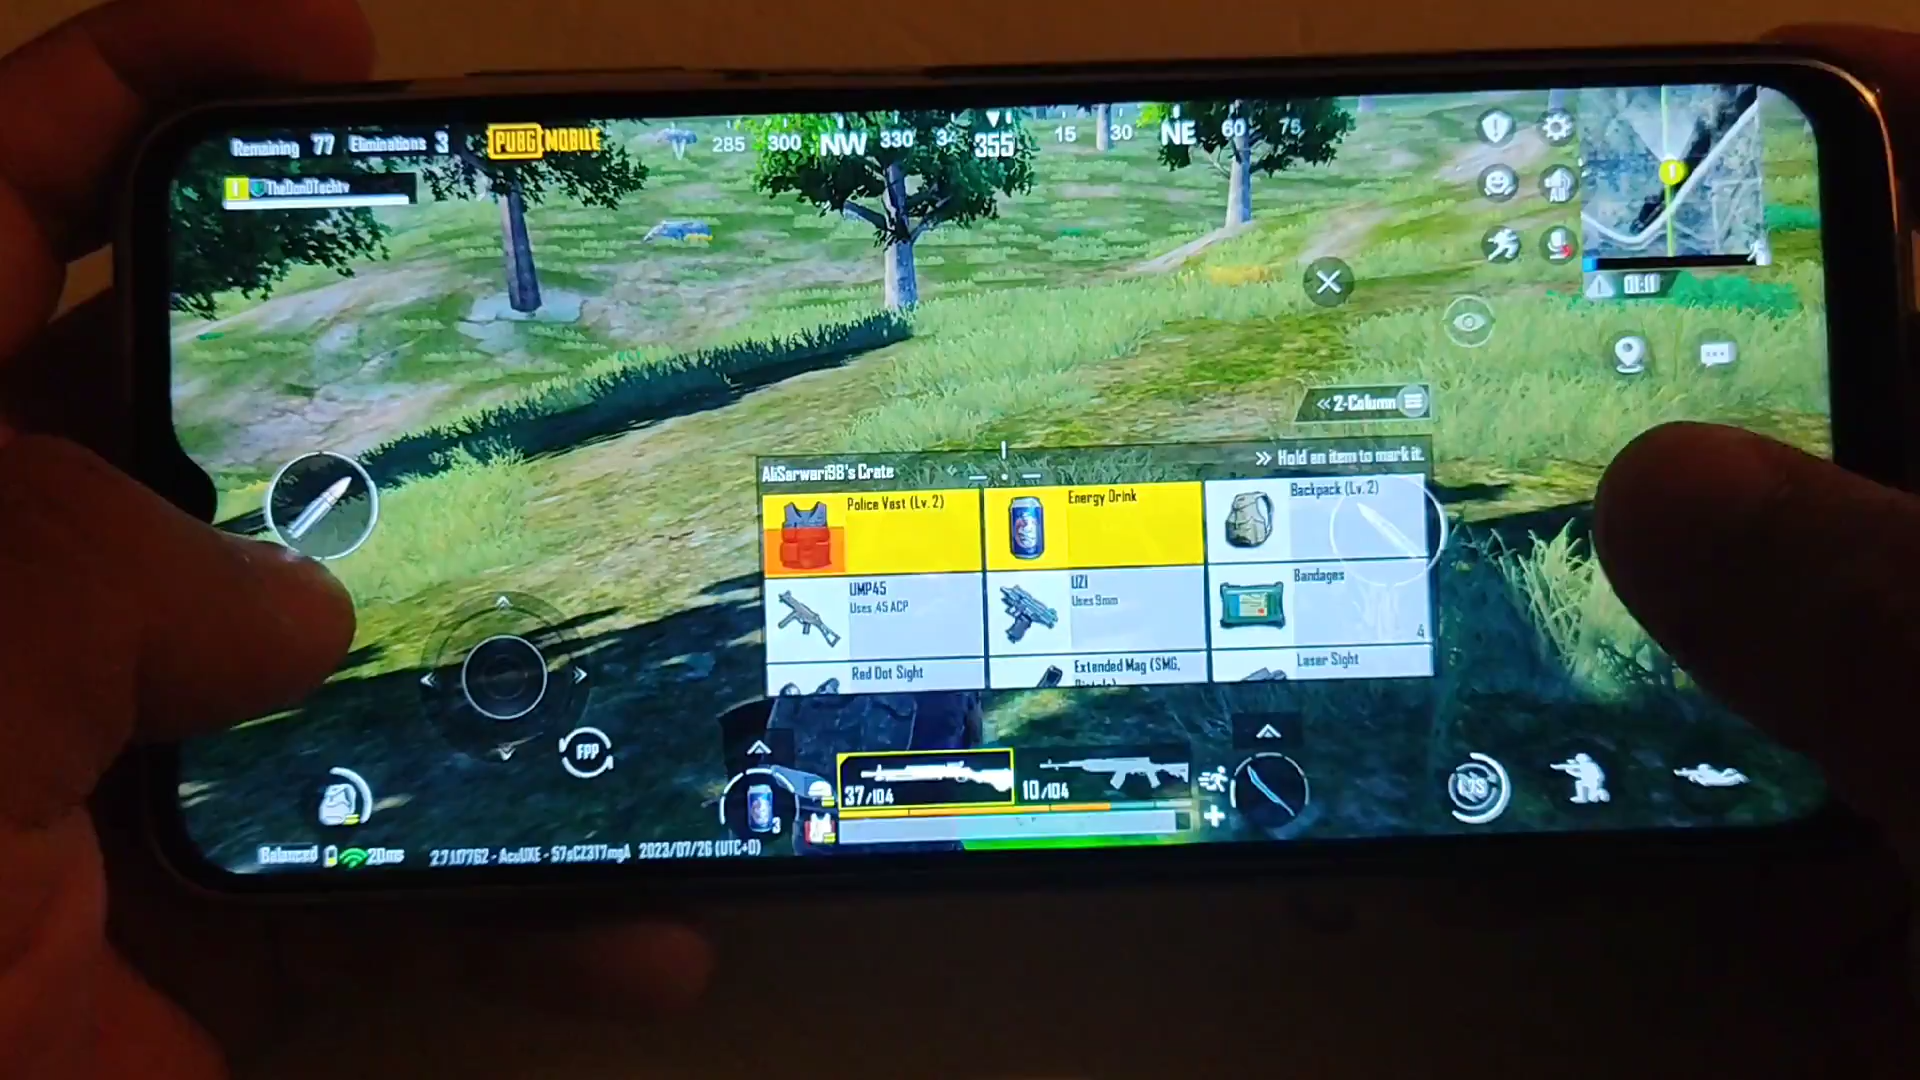 Remaining 77 Eliminations 3
PUBG MOBILE
285 300 NW 330 34 355 15 30 NE 60 75
1 TheDonDTechtv
01:11
<<2-Column
AliSarwari98's Crate
>> Hold an item to mark it.
Police Vest (Lv. 2)
Energy Drink
Backpack (Lv. 2)
UMP45
Uses .45 ACP
UZI
Uses 9mm
Bandages
4
Red Dot Sight
Extended Mag (SMG,
Laser Sight
FPP
3
37/104
10/104
Balanced 20ms
2023/07/26 (UTC+0)